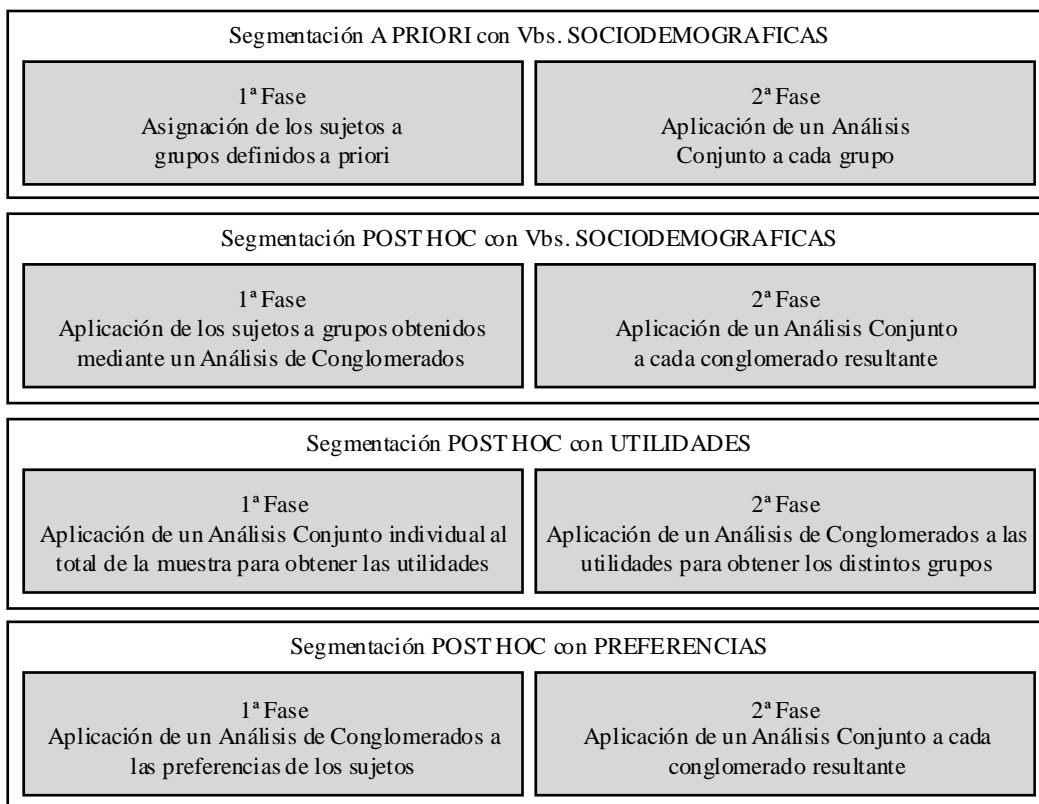 Segmentación A PRIORI con Vbs. SOCIODEMOGRAFICAS
1ª Fase
Asignación de los sujetos a
grupos definidos a priori
2ª Fase
Aplicación de un Análisis
Conjunto a cada grupo
Segmentación POST HOC con Vbs. SOCIODEMOGRAFICAS
1ª Fase
Aplicación de los sujetos a grupos obtenidos
mediante un Análisis de Conglomerados
2ª Fase
Aplicación de un Análisis Conjunto
a cada conglomerado resultante
Segmentación POST HOC con UTILIDADES
1ª Fase
Aplicación de un Análisis Conjunto individual al
total de la muestra para obtener las utilidades
2ª Fase
Aplicación de un Análisis de Conglomerados a las
utilidades para obtener los distintos grupos
Segmentación POST HOC con PREFERENCIAS
1ª Fase
Aplicación de un Análisis de Conglomerados a
las preferencias de los sujetos
2ª Fase
Aplicación de un Análisis Conjunto a cada
conglomerado resultante